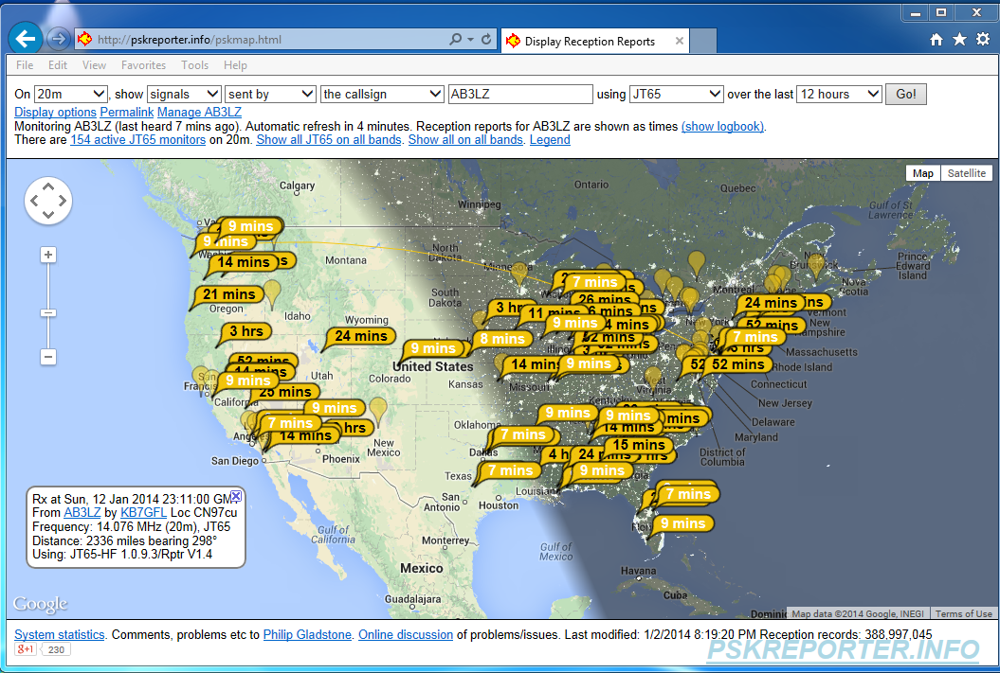 http://pskreporter.info/pskmap.html
Display Reception Reports
File Edit View Favorites Tools Help
On 20m , show signals sent by the callsign AB3LZ using JT65 over the last 12 hours Go!
Display options Permalink Manage AB3LZ
Monitoring AB3LZ (last heard 7 mins ago). Automatic refresh in 4 minutes. Reception reports for AB3LZ are shown as times (show logbook).
There are 154 active JT65 monitors on 20m. Show all JT65 on all bands. Show all on all bands. Legend
Map Satellite
Calgary
Ontario
Quebec
Winnipeg
Gulf of St Lawrence
9 mins
9 mins
North Dakota
Montana
14 mins
Prince Edward Island
Nova Scotia
Montreal
7 mins
21 mins
Oregon
Idaho
South Dakota
26 mins
24 mins
11 mins
6 mins
Vermont
New Hampshire
3 hrs
Wyoming
24 mins
8 mins
9 mins
4 mins
52 mins
7 mins
Massachusetts
9 mins
United States
14 mins
9 mins
52 mins
Rhode Island
52 mins
14 mins
9 mins
Utah
Colorado
Kansas
Missouri
West Virginia
Connecticut
25 mins
California
New Jersey
9 mins
9 mins
9 mins
Delaware
7 mins
14 mins
Oklahoma
Maryland
14 mins
New Mexico
7 mins
15 mins
District of Columbia
San Diego
Phoenix
Dallas
Texas
7 mins
9 mins
San Antonio
Houston
Louisiana
7 mins
9 mins
Rx at Sun, 12 Jan 2014 23:11:00 GMT
From AB3LZ by KB7GFL Loc CN97cu
Frequency: 14.076 MHz (20m), JT65
Distance: 2336 miles bearing 298°
Using: JT65-HF 1.0.9.3/Rptr V1.4
Gulf of California
Monterrey
Gulf of Mexico
Mexico
Havana
Cuba
Guadalajara
Google
Map data ©2014 Google, INEGI Terms of Use
System statistics. Comments, problems etc to Philip Gladstone. Online discussion of problems/issues. Last modified: 1/2/2014 8:19:20 PM Reception records: 388,997,045
g+1 230
PSKREPORTER.INFO